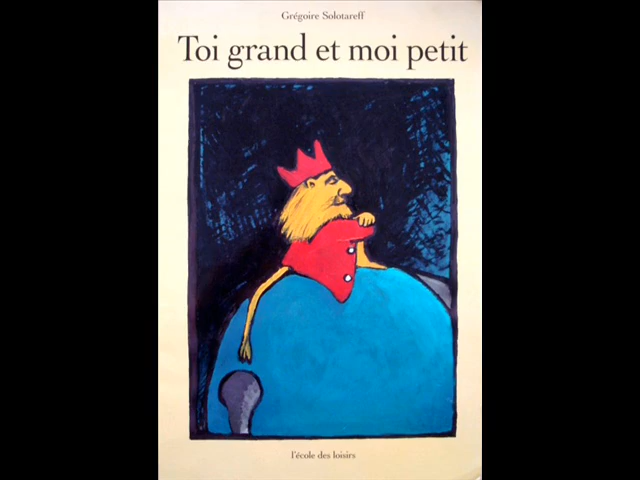 Grégoire Solotareff
Toi grand et moi petit
l'école des loisirs